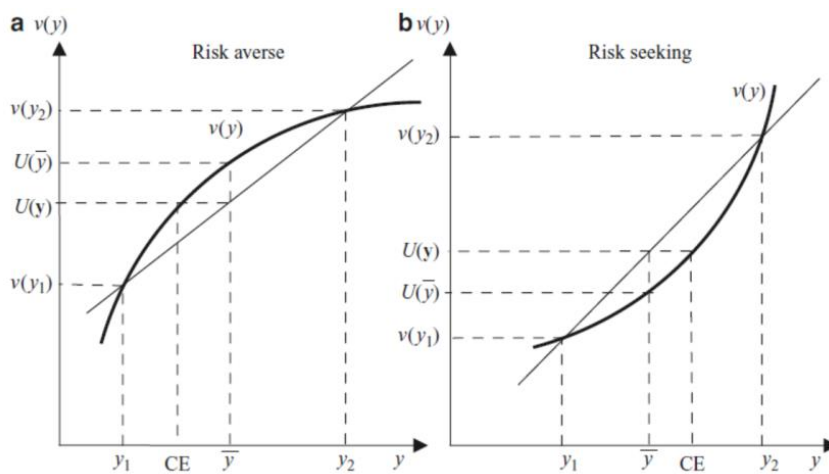 a v(y)
Risk averse
v(y₂)
v(y)
U(ȳ)
U(𝐲)
v(y₁)
y₁ CE ȳ y₂ y
b v(y)
Risk seeking
v(y)
v(y₂)
U(𝐲)
U(ȳ)
v(y₁)
y₁ ȳ CE y₂ y